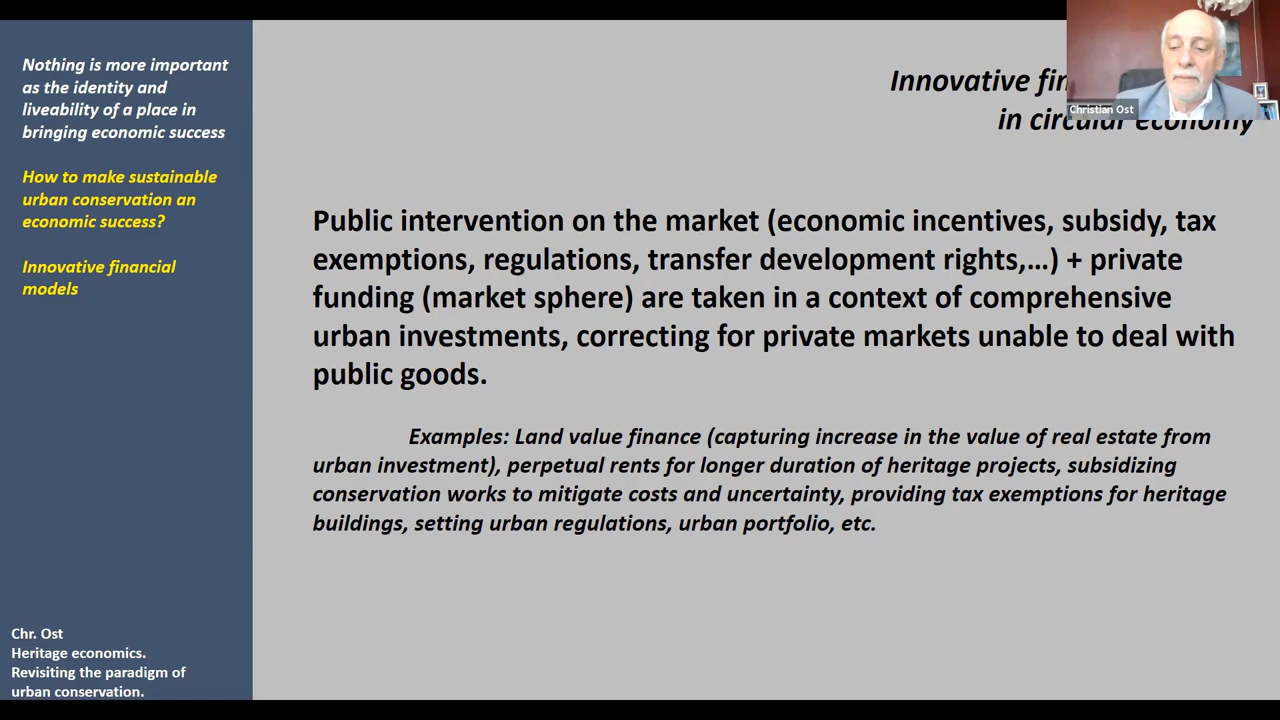 Nothing is more important
as the identity and
liveability of a place in
bringing economic success
How to make sustainable
urban conservation an
economic success?
Innovative financial
models
Innovative
in circular economy
Christian Ost
Public intervention on the market (economic incentives, subsidy, tax
exemptions, regulations, transfer development rights,...) + private
funding (market sphere) are taken in a context of comprehensive
urban investments, correcting for private markets unable to deal with
public goods.
Examples: Land value finance (capturing increase in the value of real estate from
urban investment), perpetual rents for longer duration of heritage projects, subsidizing
conservation works to mitigate costs and uncertainty, providing tax exemptions for heritage
buildings, setting urban regulations, urban portfolio, etc.
Chr. Ost
Heritage economics.
Revisiting the paradigm of
urban conservation.